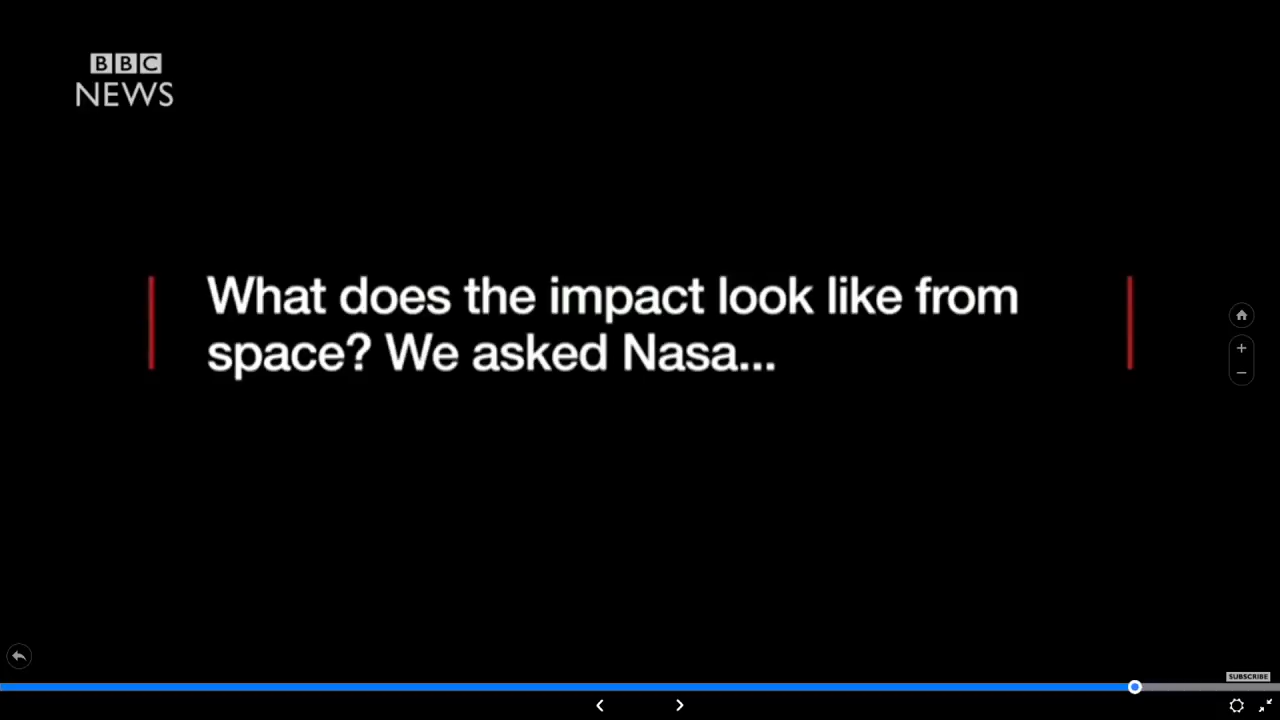 BBC
NEWS
What does the impact look like from
space? We asked Nasa...
SUBSCRIBE